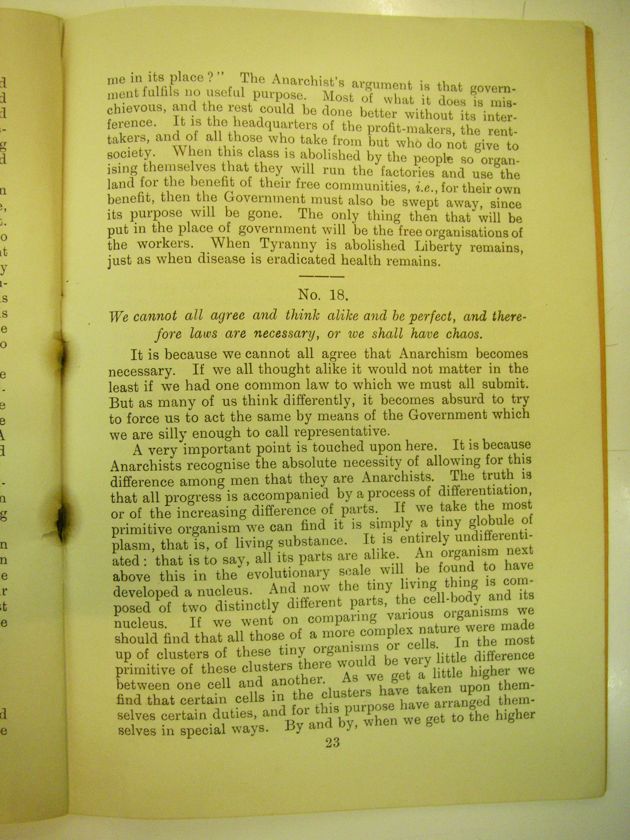 me in its place?" The Anarchist's argument is that govern-
ment fulfils no useful purpose. Most of what it does is mis-
chievous, and the rest could be done better without its inter-
ference. It is the headquarters of the profit-makers, the rent-
takers, and of all those who take from but who do not give to
society. When this class is abolished by the people so organ-
ising themselves that they will run the factories and use the
land for the benefit of their free communities, i.e., for their own
benefit, then the Government must also be swept away, since
its purpose will be gone. The only thing then that will be
put in the place of government will be the free organisations of
the workers. When Tyranny is abolished Liberty remains,
just as when disease is eradicated health remains.
No. 18.
We cannot all agree and think alike and be perfect, and there-
fore laws are necessary, or we shall have chaos.
It is because we cannot all agree that Anarchism becomes
necessary. If we all thought alike it would not matter in the
least if we had one common law to which we must all submit.
But as many of us think differently, it becomes absurd to try
to force us to act the same by means of the Government which
we are silly enough to call representative.
A very important point is touched upon here. It is because
Anarchists recognise the absolute necessity of allowing for this
difference among men that they are Anarchists. The truth is
that all progress is accompanied by a process of differentiation,
or of the increasing difference of parts. If we take the most
primitive organism we can find it is simply a tiny globule of
plasm, that is, of living substance. It is entirely undifferenti-
ated: that is to say, all its parts are alike. An organism next
above this in the evolutionary scale will be found to have
developed a nucleus. And now the tiny living thing is com-
posed of two distinctly different parts, the cell-body and its
nucleus. If we went on comparing various organisms we
should find that all those of a more complex nature were made
up of clusters of these tiny organisms or cells. In the most
primitive of these clusters there would be very little difference
between one cell and another. As we get a little higher we
find that certain cells in the clusters have taken upon them-
selves certain duties, and for this purpose have arranged them-
selves in special ways. By and by, when we get to the higher
23